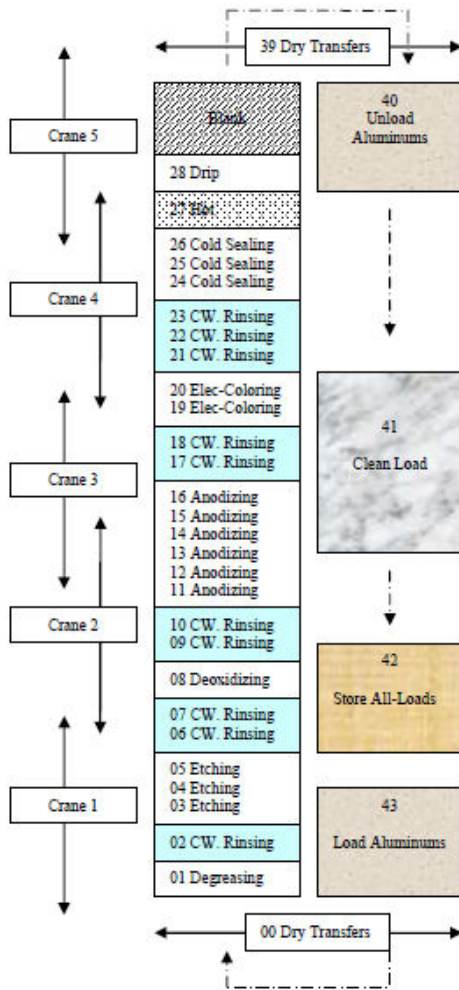 39 Dry Transfers
Crane 5
Crane 4
Crane 3
Crane 2
Crane 1
Blank
28 Drip
27 Hot
26 Cold Sealing
25 Cold Sealing
24 Cold Sealing
23 CW. Rinsing
22 CW. Rinsing
21 CW. Rinsing
20 Elec-Coloring
19 Elec-Coloring
18 CW. Rinsing
17 CW. Rinsing
16 Anodizing
15 Anodizing
14 Anodizing
13 Anodizing
12 Anodizing
11 Anodizing
10 CW. Rinsing
09 CW. Rinsing
08 Deoxidizing
07 CW. Rinsing
06 CW. Rinsing
05 Etching
04 Etching
03 Etching
02 CW. Rinsing
01 Degreasing
40
Unload
Aluminums
41
Clean Load
42
Store All-Loads
43
Load Aluminums
00 Dry Transfers